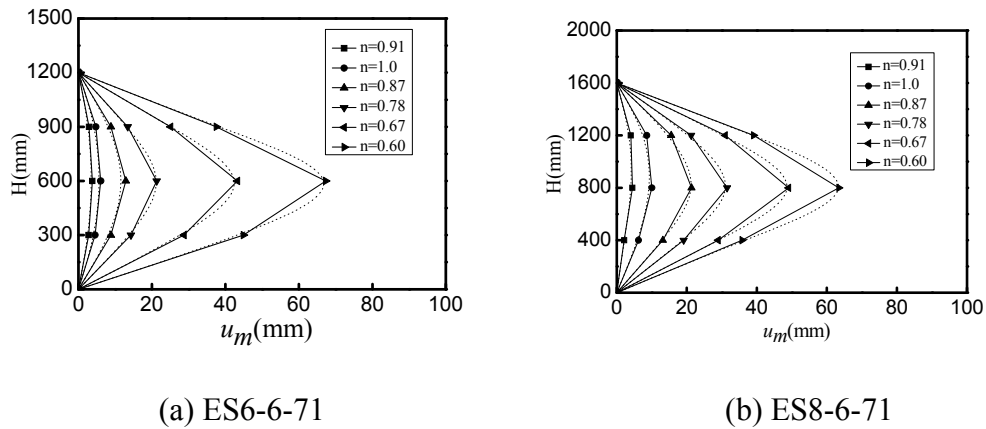 1500
1200
900
600
300
0
H(mm)
n=0.91
n=1.0
n=0.87
n=0.78
n=0.67
n=0.60
0 20 40 60 80 100
u_m(mm)
(a) ES6-6-71
2000
1600
1200
800
400
0
H(mm)
n=0.91
n=1.0
n=0.87
n=0.78
n=0.67
n=0.60
0 20 40 60 80 100
u_m(mm)
(b) ES8-6-71